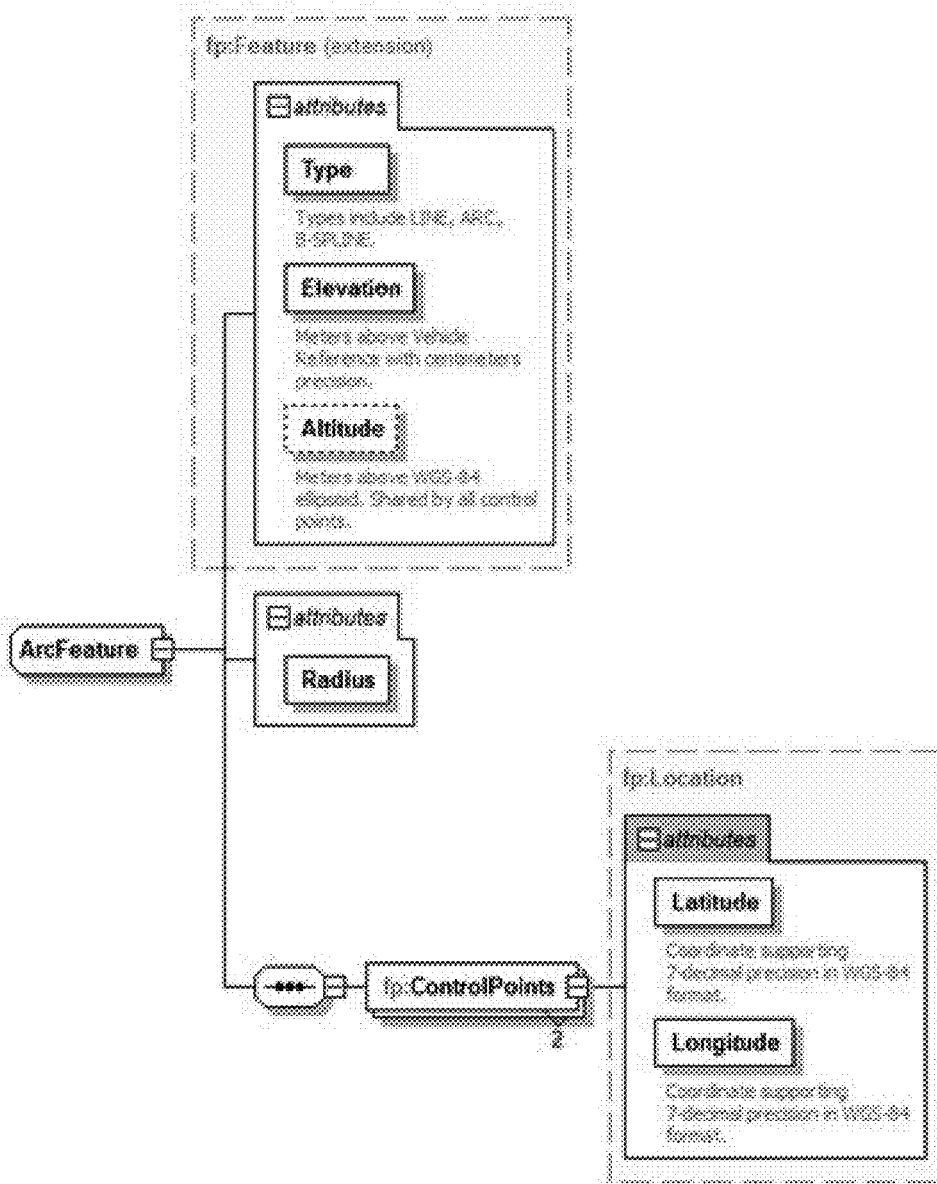 fp:Feature (extension)
attributes
Type
Types include LINE, ARC,
B-SPLINE.
Elevation
Meters above Vehicle
Reference with centimeters
precision.
Altitude
Meters above WGS-84
ellipsoid. Shared by all control
points.
ArcFeature
attributes
Radius
fp:Location
attributes
Latitude
Coordinate supporting
7-decimal precision in WGS-84
format.
fp:ControlPoints
2
Longitude
Coordinate supporting
7-decimal precision in WGS-84
format.